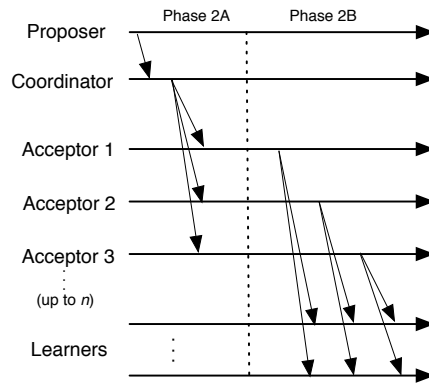 Phase 2A
Phase 2B
Proposer
Coordinator
Acceptor 1
Acceptor 2
Acceptor 3
(up to n)
Learners